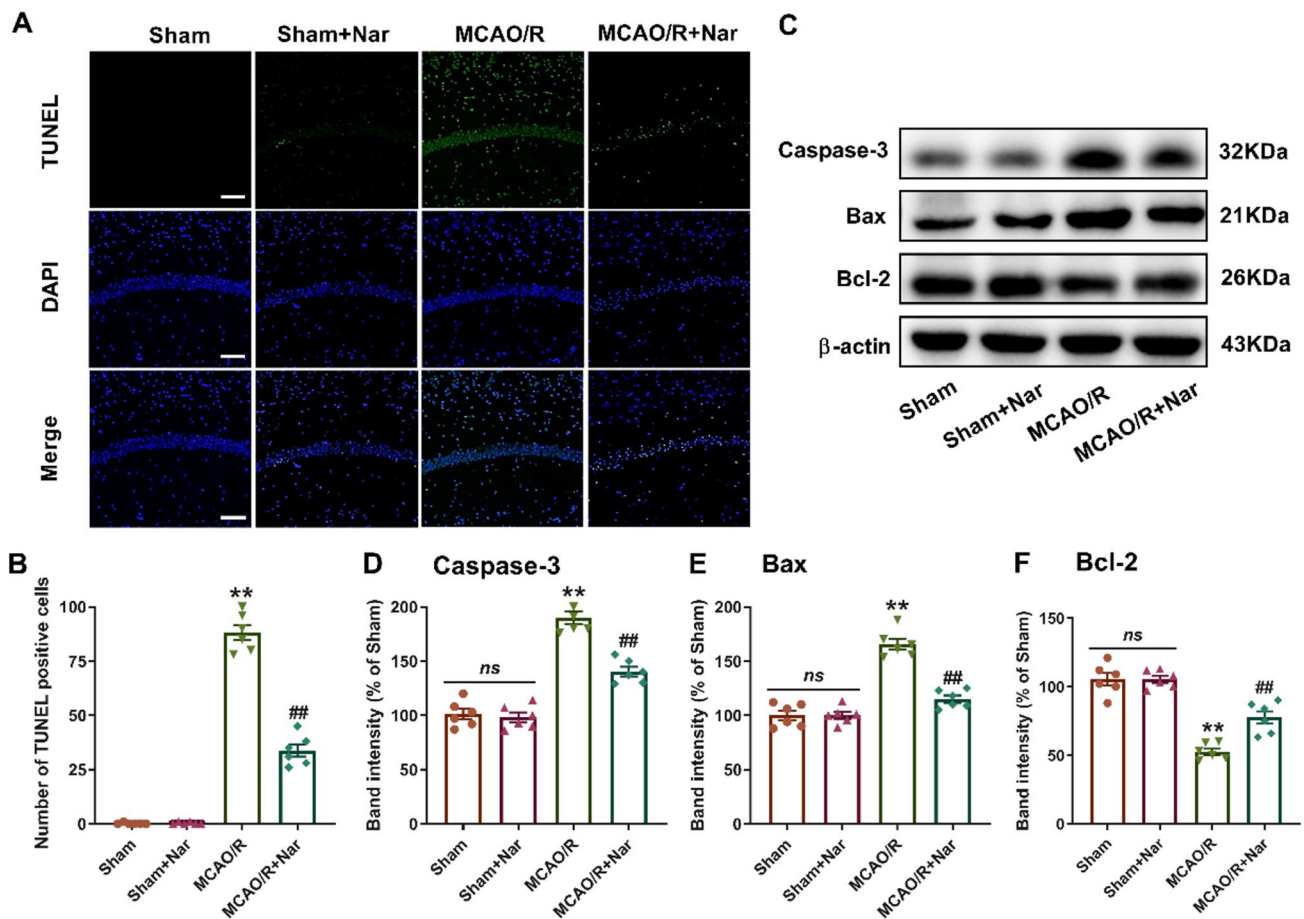 A
Sham
Sham+Nar
MCAO/R
MCAO/R+Nar
TUNEL
DAPI
Merge
C
Caspase-3
32KDa
Bax
21KDa
Bcl-2
26KDa
β-actin
43KDa
Sham
Sham+Nar
MCAO/R
MCAO/R+Nar
B
Number of TUNEL positive cells
100
75
50
25
0
**
##
Sham
Sham+Nar
MCAO/R
MCAO/R+Nar
D
Caspase-3
Band intensity (% of Sham)
200
150
100
50
0
ns
**
##
Sham
Sham+Nar
MCAO/R
MCAO/R+Nar
E
Bax
Band intensity (% of Sham)
200
150
100
50
0
ns
**
##
Sham
Sham+Nar
MCAO/R
MCAO/R+Nar
F
Bcl-2
Band intensity (% of Sham)
150
100
50
0
ns
**
##
Sham
Sham+Nar
MCAO/R
MCAO/R+Nar